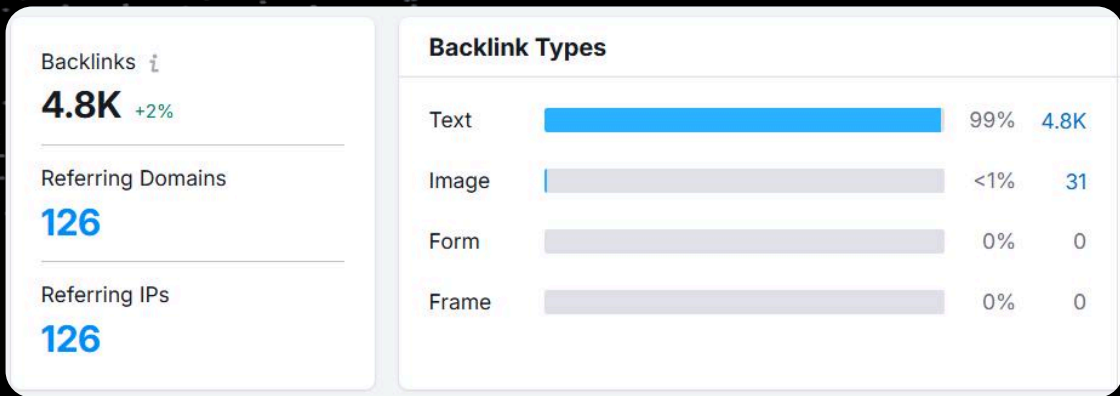 Backlinks i
4.8K +2%
Referring Domains
126
Referring IPs
126
Backlink Types
Text 99% 4.8K
Image <1% 31
Form 0% 0
Frame 0% 0